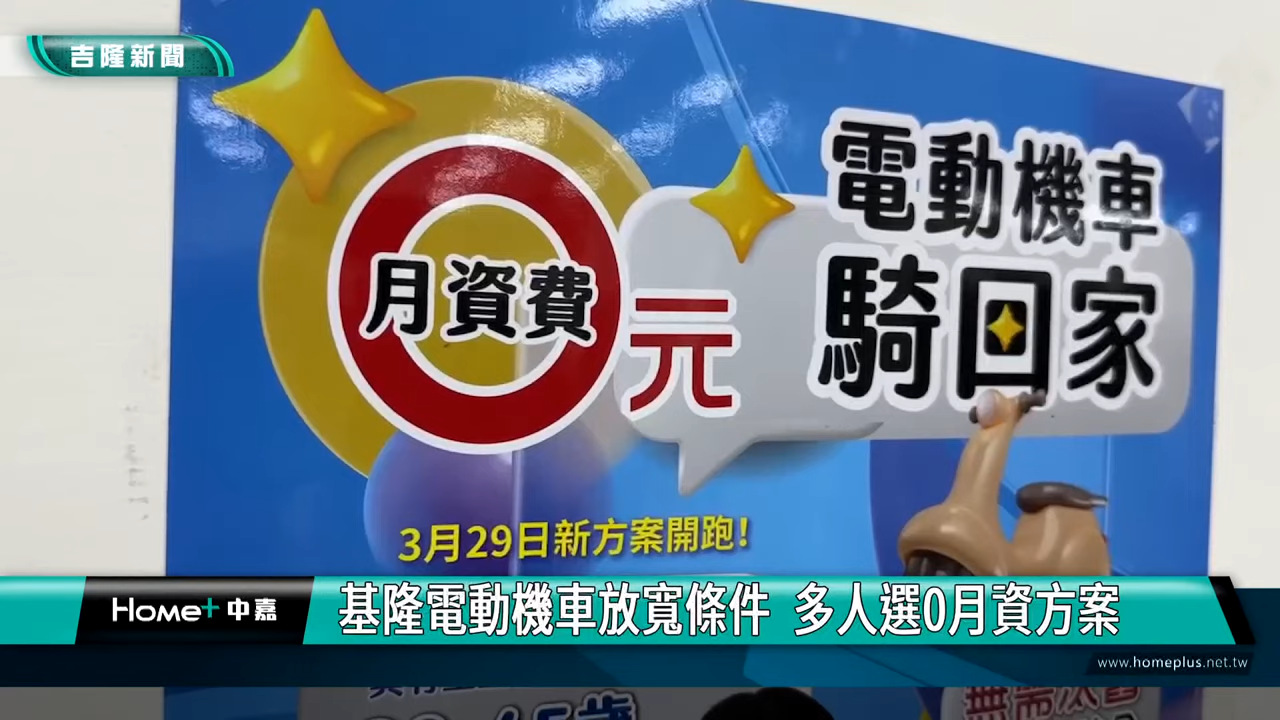 吉隆新聞
電動機車
騎回家
月資費
0元
3月29日新方案開跑!
Home+中嘉
基隆電動機車放寬條件 多人選0月資方案
www.homeplus.net.tw